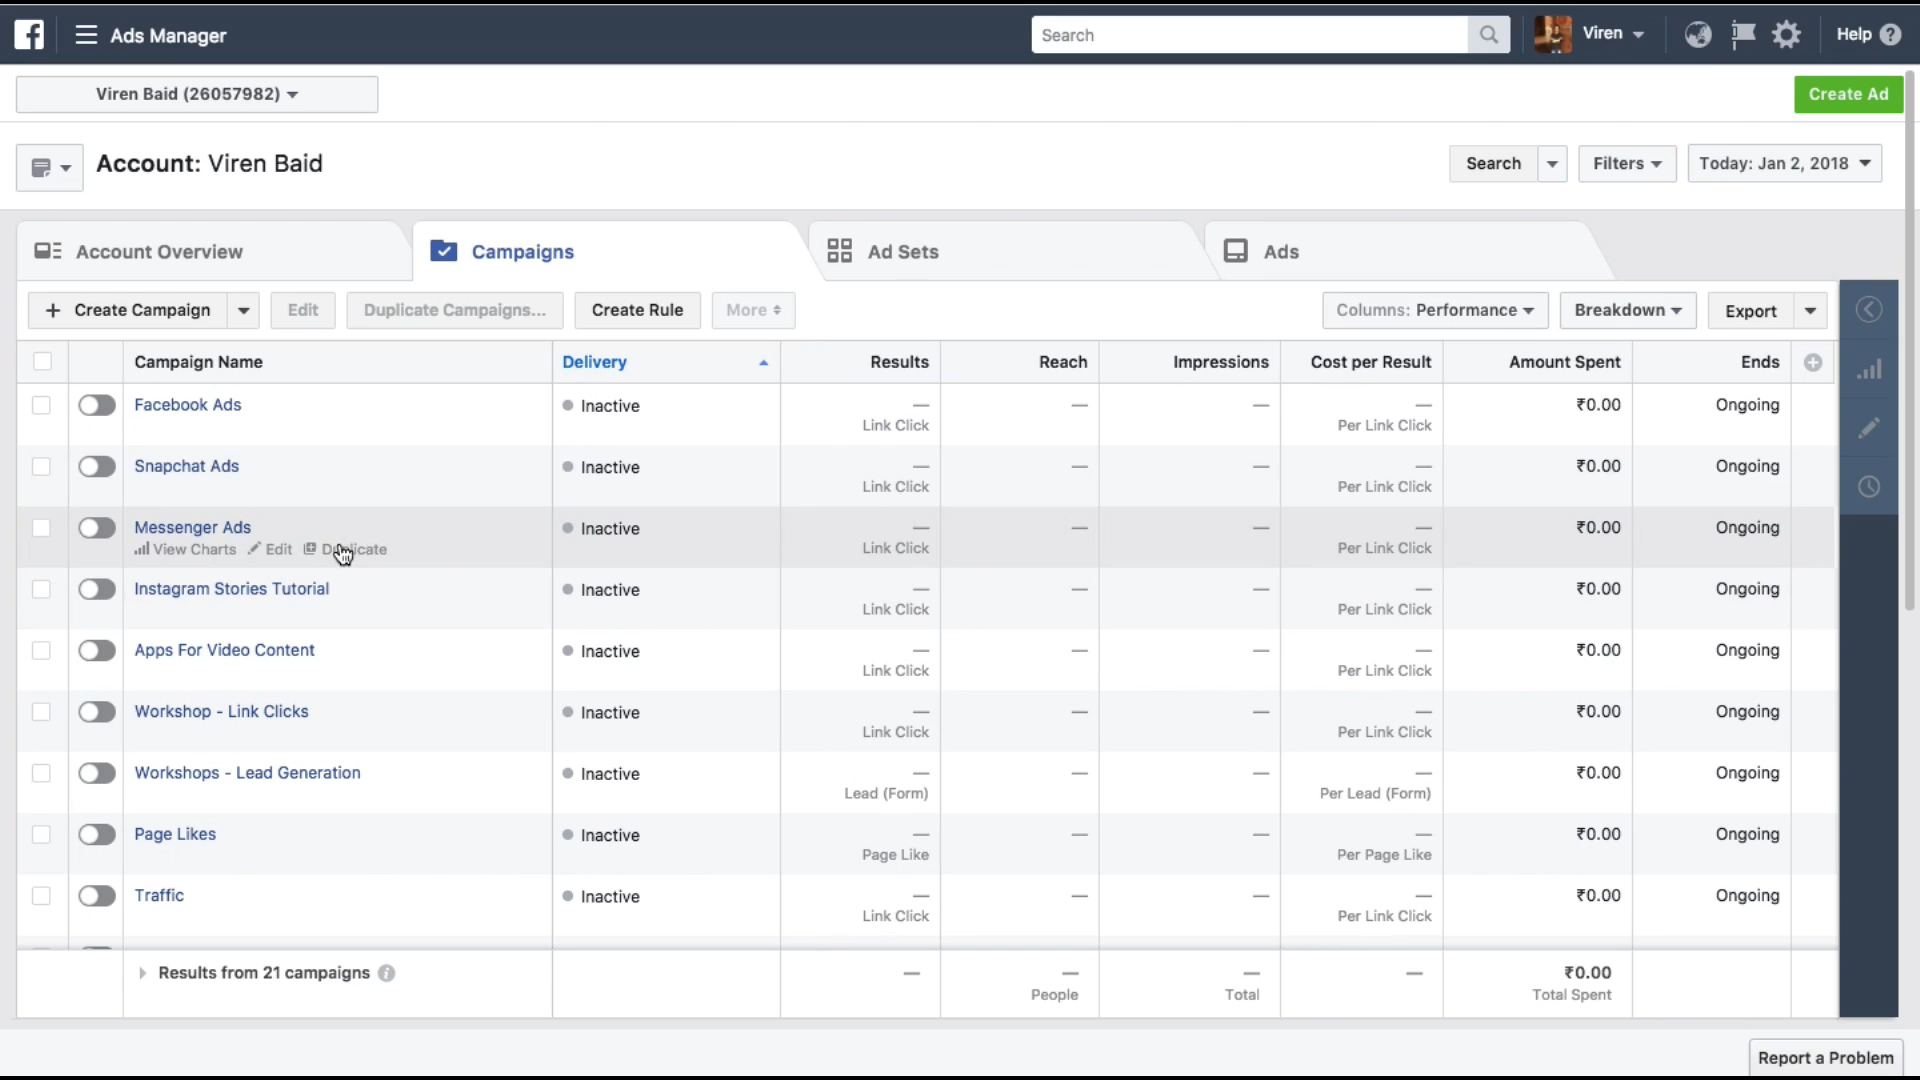 Ads Manager Search Viren Help
Viren Baid (26057982) Create Ad
Account: Viren Baid Search Filters Today: Jan 2, 2018
Account Overview Campaigns Ad Sets Ads
+ Create Campaign Edit Duplicate Campaigns... Create Rule More Columns: Performance Breakdown Export
Campaign Name Delivery Results Reach Impressions Cost per Result Amount Spent Ends
Facebook Ads Inactive — — — — ₹0.00 Ongoing
Link Click Per Link Click
Snapchat Ads Inactive — — — — ₹0.00 Ongoing
Link Click Per Link Click
Messenger Ads Inactive — — — — ₹0.00 Ongoing
View Charts Edit Duplicate Link Click Per Link Click
Instagram Stories Tutorial Inactive — — — — ₹0.00 Ongoing
Link Click Per Link Click
Apps For Video Content Inactive — — — — ₹0.00 Ongoing
Link Click Per Link Click
Workshop - Link Clicks Inactive — — — — ₹0.00 Ongoing
Link Click Per Link Click
Workshops - Lead Generation Inactive — — — — ₹0.00 Ongoing
Lead (Form) Per Lead (Form)
Page Likes Inactive — — — — ₹0.00 Ongoing
Page Like Per Page Like
Traffic Inactive — — — — ₹0.00 Ongoing
Link Click Per Link Click
Results from 21 campaigns — — — — ₹0.00
People Total Total Spent
Report a Problem